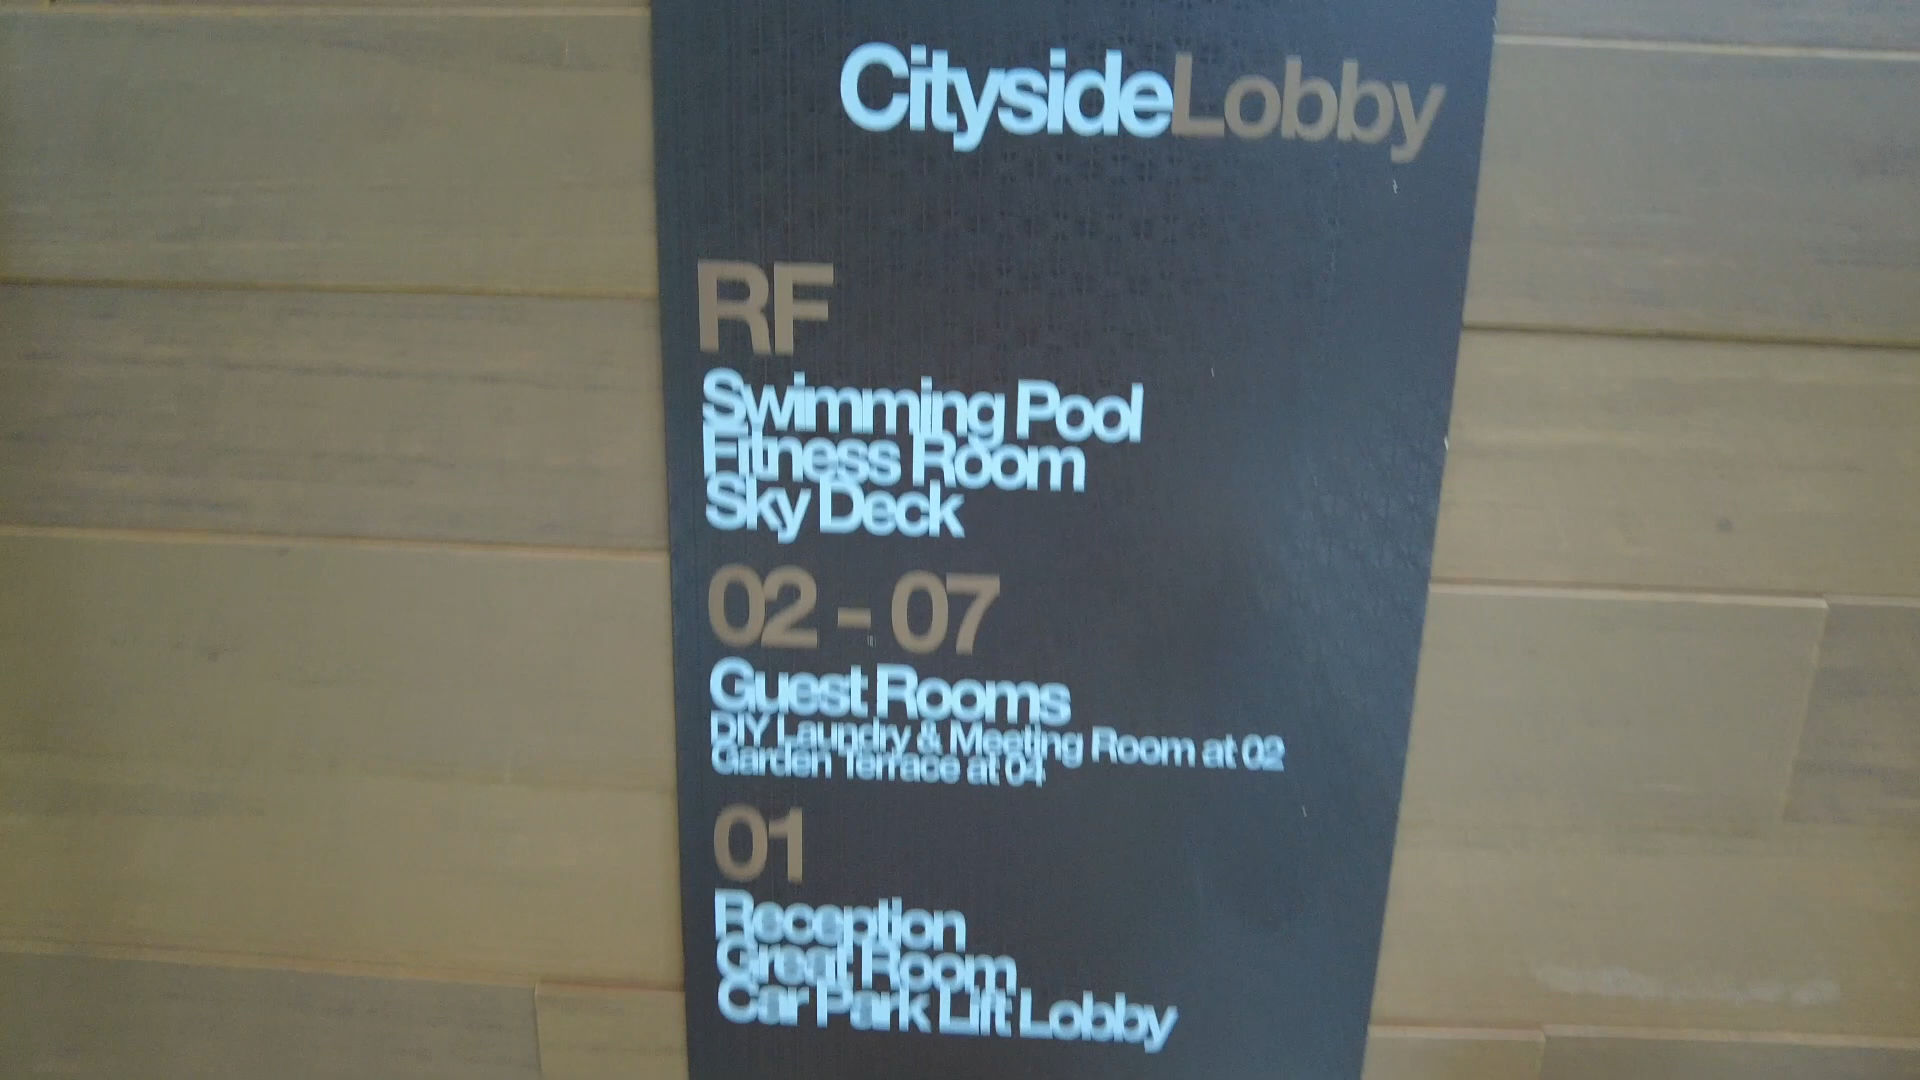 CitysideLobby
RF
Swimming Pool
Fitness Room
Sky Deck
02 - 07
Guest Rooms
DIY Laundry & Meeting Room at 02
Garden Terrace at 04
01
Reception
Great Room
Car Park Lift Lobby